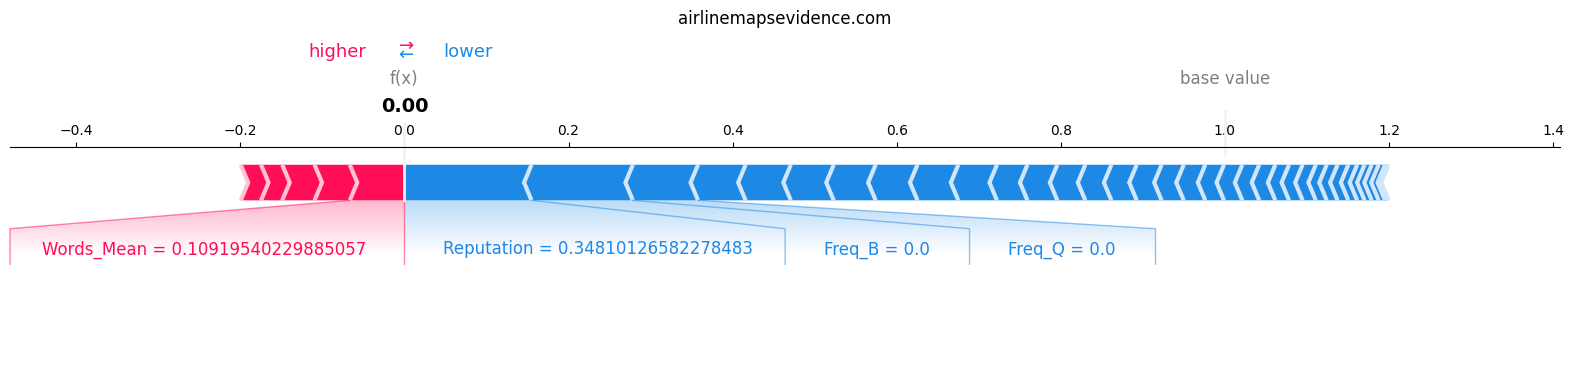 airlinemapsevidence.com
higher ⇄ lower
f(x) base value
0.00
−0.4 −0.2 0.0 0.2 0.4 0.6 0.8 1.0 1.2 1.4
Words_Mean = 0.10919540229885057 Reputation = 0.34810126582278483 Freq_B = 0.0 Freq_Q = 0.0